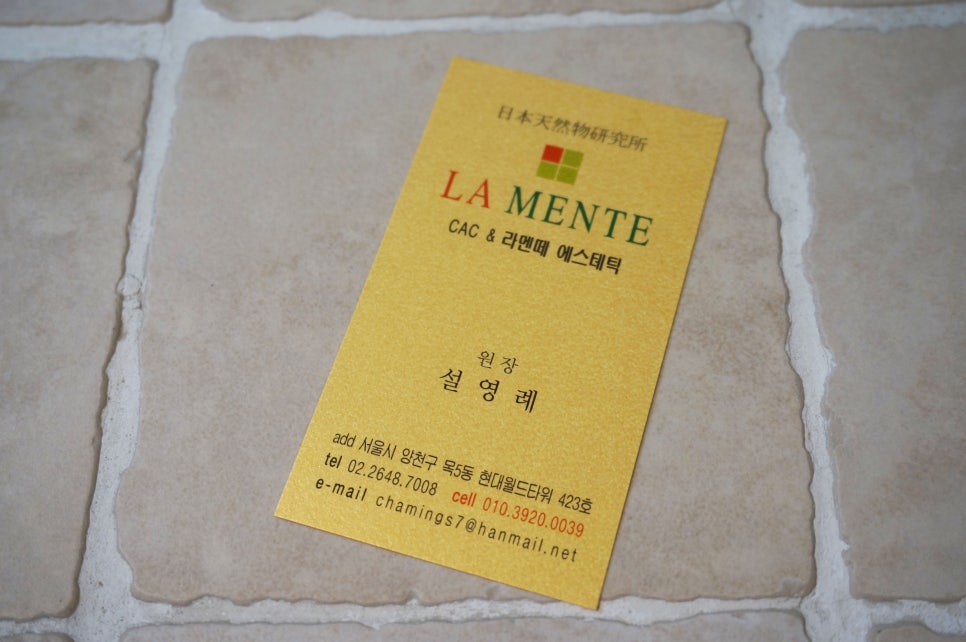 日本天然物硏究所
LA MENTE
CAC & 라멘떼 에스테틱
원장
설영례
add 서울시 양천구 목5동 현대월드타워 423호
tel 02.2648.7008 cell 010.3920.0039
e-mail chamings7@hanmail.net